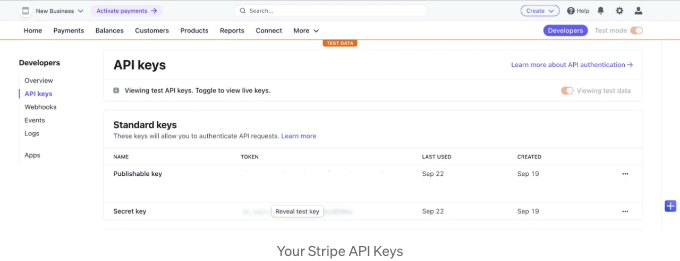 New Business
Activate payments →
Search...
Create
Help
Home Payments Balances Customers Products Reports Connect More
Developers
Test mode
TEST DATA
Developers
Overview
API keys
Webhooks
Events
Logs
Apps
API keys
Learn more about API authentication →
Viewing test API keys. Toggle to view live keys.
Viewing test data
Standard keys
These keys will allow you to authenticate API requests. Learn more
NAME TOKEN LAST USED CREATED
Publishable key Sep 22 Sep 19
Secret key Reveal test key Sep 22 Sep 19
Your Stripe API Keys